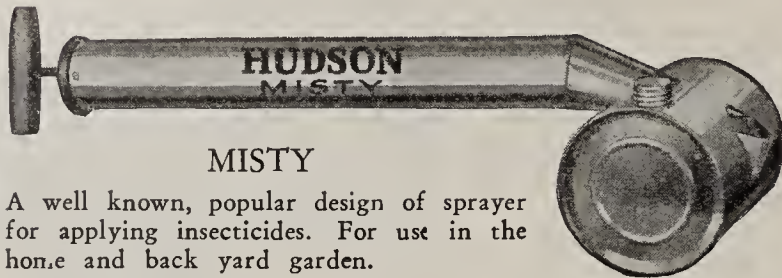 HUDSON
MISTY
MISTY
A well known, popular design of sprayer
for applying insecticides. For use in the
home and back yard garden.